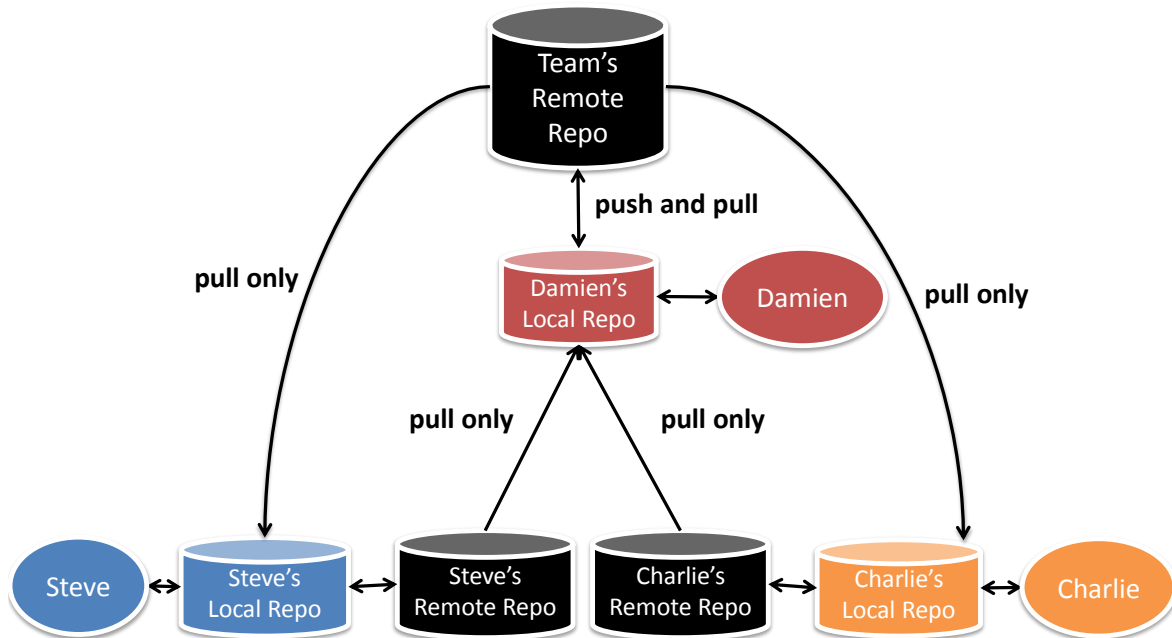 Team’s
Remote
Repo
push and pull
pull only
Damien’s
Local Repo
Damien
pull only
pull only
pull only
Steve
Steve’s
Local Repo
Steve’s
Remote Repo
Charlie’s
Remote Repo
Charlie’s
Local Repo
Charlie